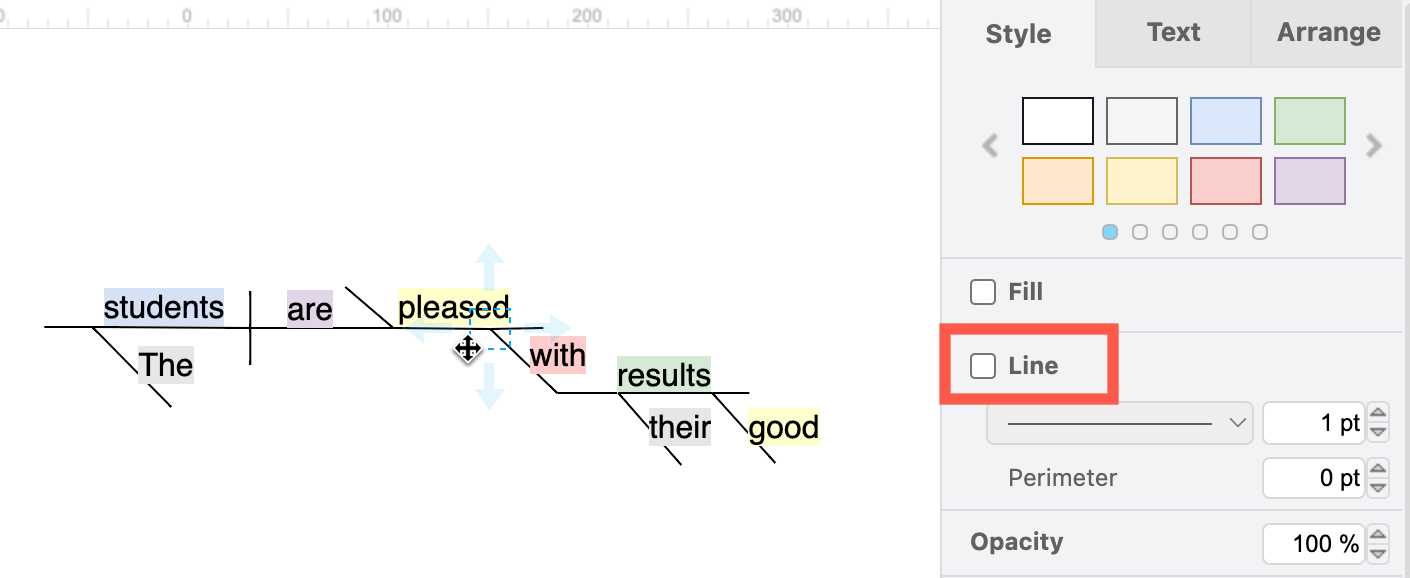 0 100 200 300
Style Text Arrange
Fill
students are pleased
The
with
Line
results
their good
1 pt
Perimeter 0 pt
Opacity 100 %